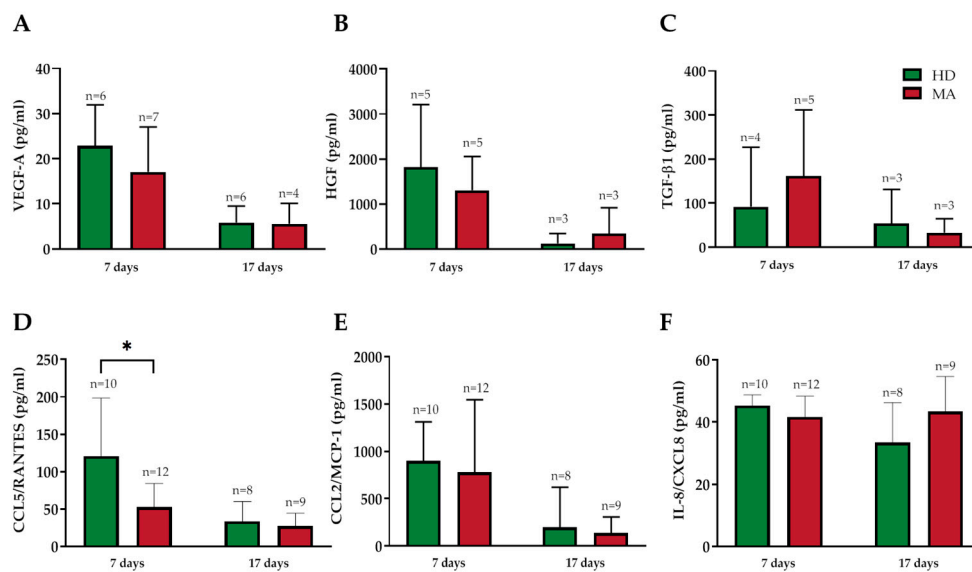 A
VEGF-A (pg/ml)
40
30
20
10
0
n=6
n=7
n=6
n=4
7 days
17 days
B
HGF (pg/ml)
4000
3000
2000
1000
0
n=5
n=5
n=3
n=3
7 days
17 days
C
TGF-β1 (pg/ml)
400
300
200
100
0
n=4
n=5
n=3
n=3
7 days
17 days
HD
MA
D
CCL5/RANTES (pg/ml)
250
200
150
100
50
0
*
n=10
n=12
n=8
n=9
7 days
17 days
E
CCL2/MCP-1 (pg/ml)
2000
1500
1000
500
0
n=10
n=12
n=8
n=9
7 days
17 days
F
IL-8/CXCL8 (pg/ml)
60
40
20
0
n=10
n=12
n=8
n=9
7 days
17 days